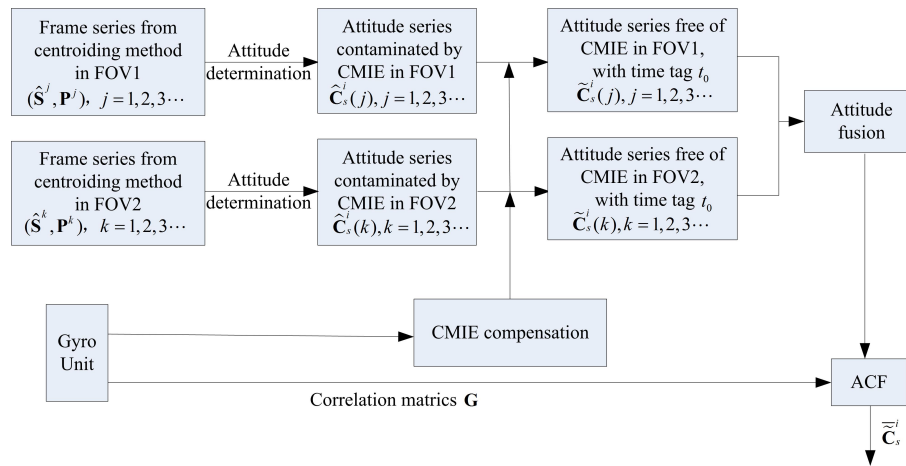 Frame series from
centroiding method
in FOV1
(Ŝ^j, P^j), j = 1,2,3⋯
Attitude
determination
Attitude series
contaminated by
CMIE in FOV1
Ĉ_s^i(j), j = 1,2,3⋯
Attitude series free of
CMIE in FOV1,
with time tag t_0
C̃_s^i(j), j = 1,2,3⋯
Attitude
fusion
Frame series from
centroiding method
in FOV2
(Ŝ^k, P^k), k = 1,2,3⋯
Attitude
determination
Attitude series
contaminated by
CMIE in FOV2
Ĉ_s^i(k), k = 1,2,3⋯
Attitude series free of
CMIE in FOV2,
with time tag t_0
C̃_s^i(k), k = 1,2,3⋯
Gyro
Unit
CMIE compensation
Correlation matrics G
ACF
C̿̃_s^i